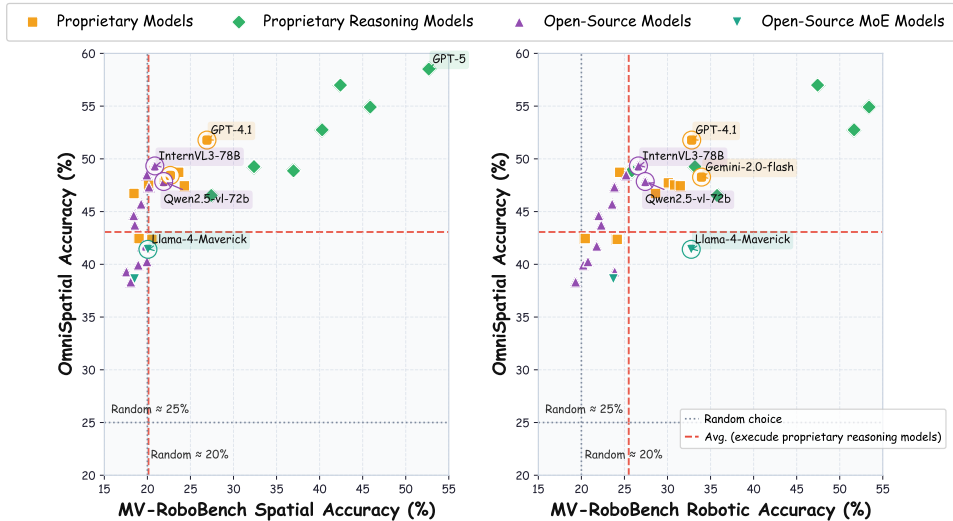 Proprietary Models
Proprietary Reasoning Models
Open-Source Models
Open-Source MoE Models
OmniSpatial Accuracy (%)
60
55
50
45
40
35
30
25
20
GPT-5
GPT-4.1
InternVL3-78B
Qwen2.5-vl-72b
Llama-4-Maverick
Random ≈ 25%
Random ≈ 20%
15 20 25 30 35 40 45 50 55
MV-RoboBench Spatial Accuracy (%)
OmniSpatial Accuracy (%)
60
55
50
45
40
35
30
25
20
GPT-4.1
InternVL3-78B
Gemini-2.0-flash
Qwen2.5-vl-72b
Llama-4-Maverick
Random ≈ 25%
Random ≈ 20%
Random choice
Avg. (execude proprietary reasoning models)
15 20 25 30 35 40 45 50 55
MV-RoboBench Robotic Accuracy (%)